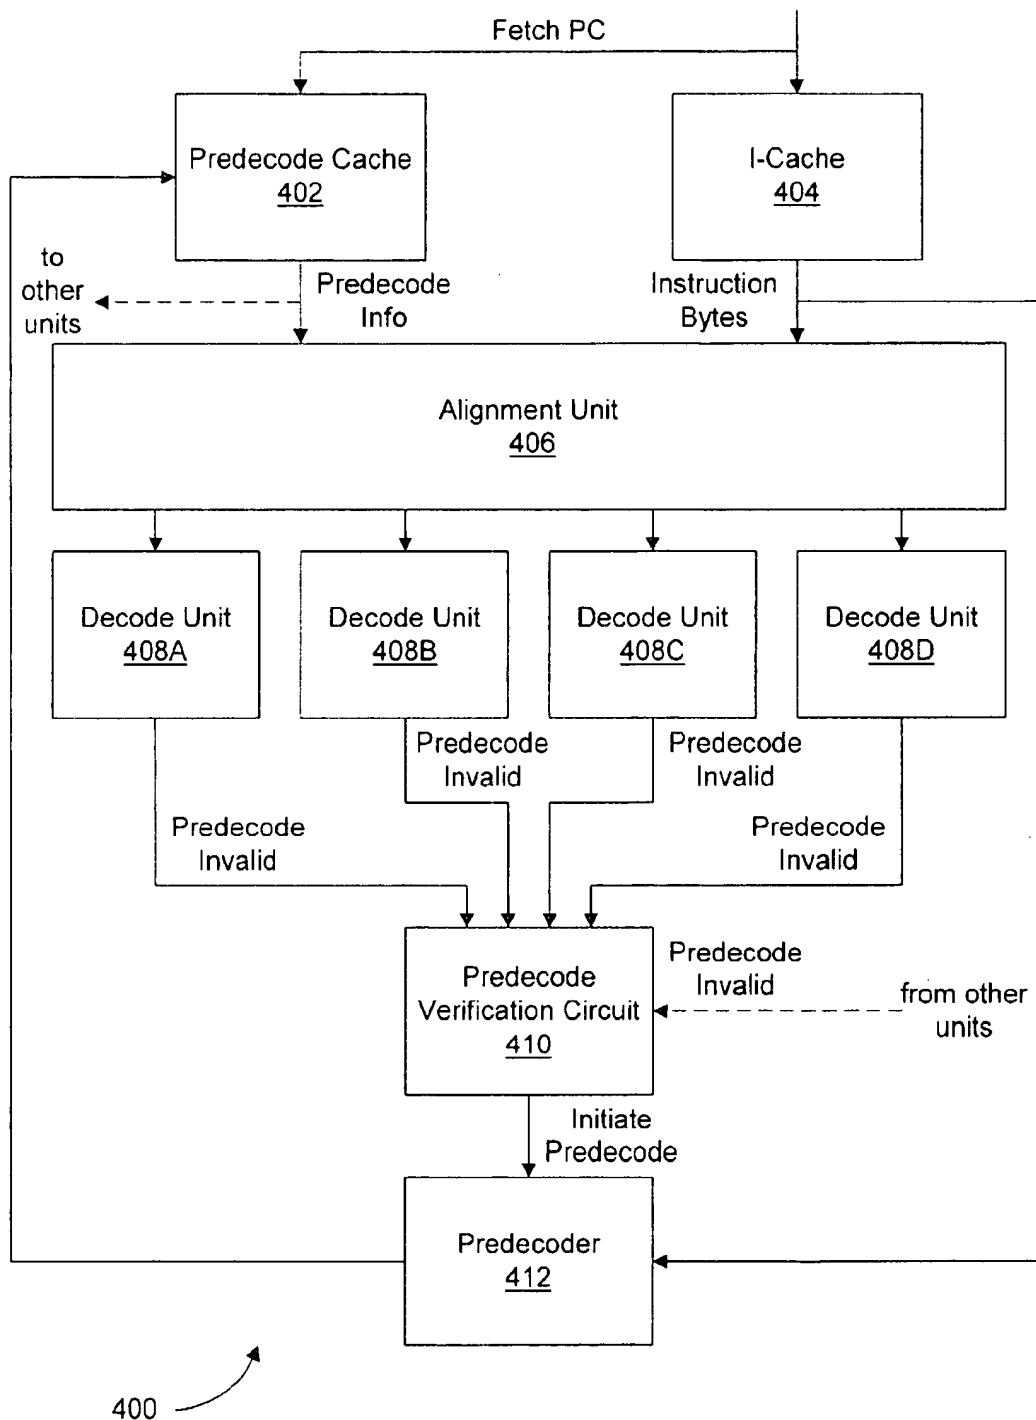 Fetch PC
Predecode Cache
402
I-Cache
404
to
other
units
Predecode
Info
Instruction
Bytes
Alignment Unit
406
Decode Unit
408A
Decode Unit
408B
Decode Unit
408C
Decode Unit
408D
Predecode
Invalid
Predecode
Invalid
Predecode
Invalid
Predecode
Invalid
Predecode
Verification Circuit
410
Predecode
Invalid
from other
units
Initiate
Predecode
Predecoder
412
400